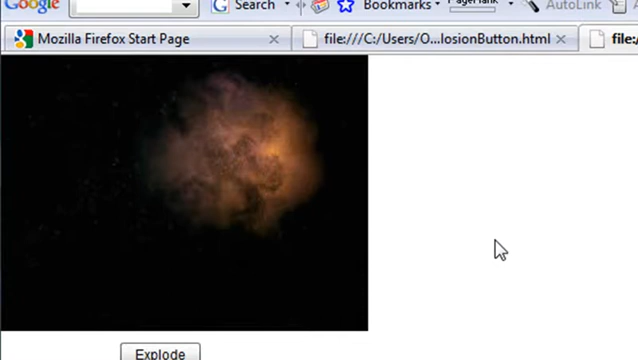 Google Search Bookmarks PageRank AutoLink
Mozilla Firefox Start Page file:///C:/Users/O...losionButton.html file:/
Explode